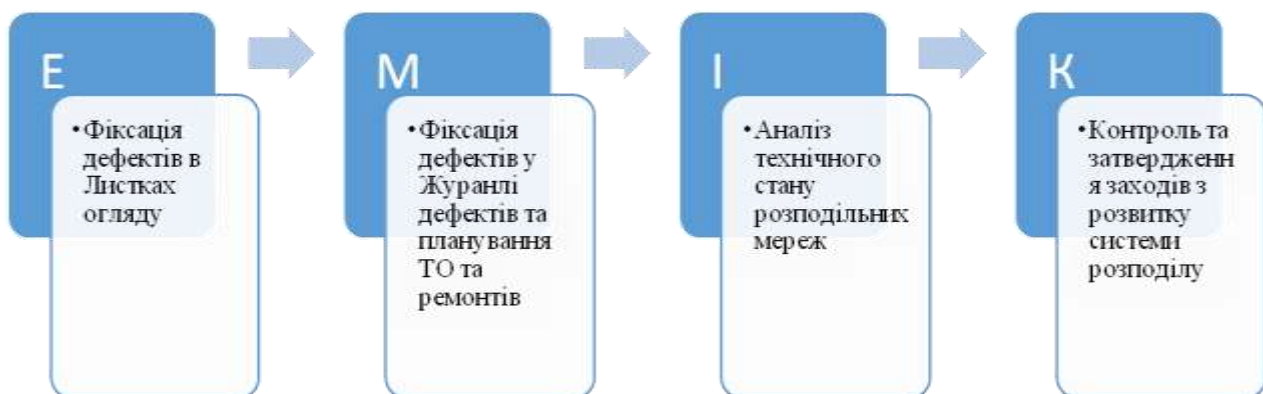 Е
•Фіксація
дефектів в
Листках
огляду
М
•Фіксація
дефектів у
Журанлі
дефектів та
планування
ТО та
ремонтів
І
•Аналіз
технічного
стану
розподільних
мереж
К
•Контроль та
затвердженн
я заходів з
розвитку
системи
розподілу